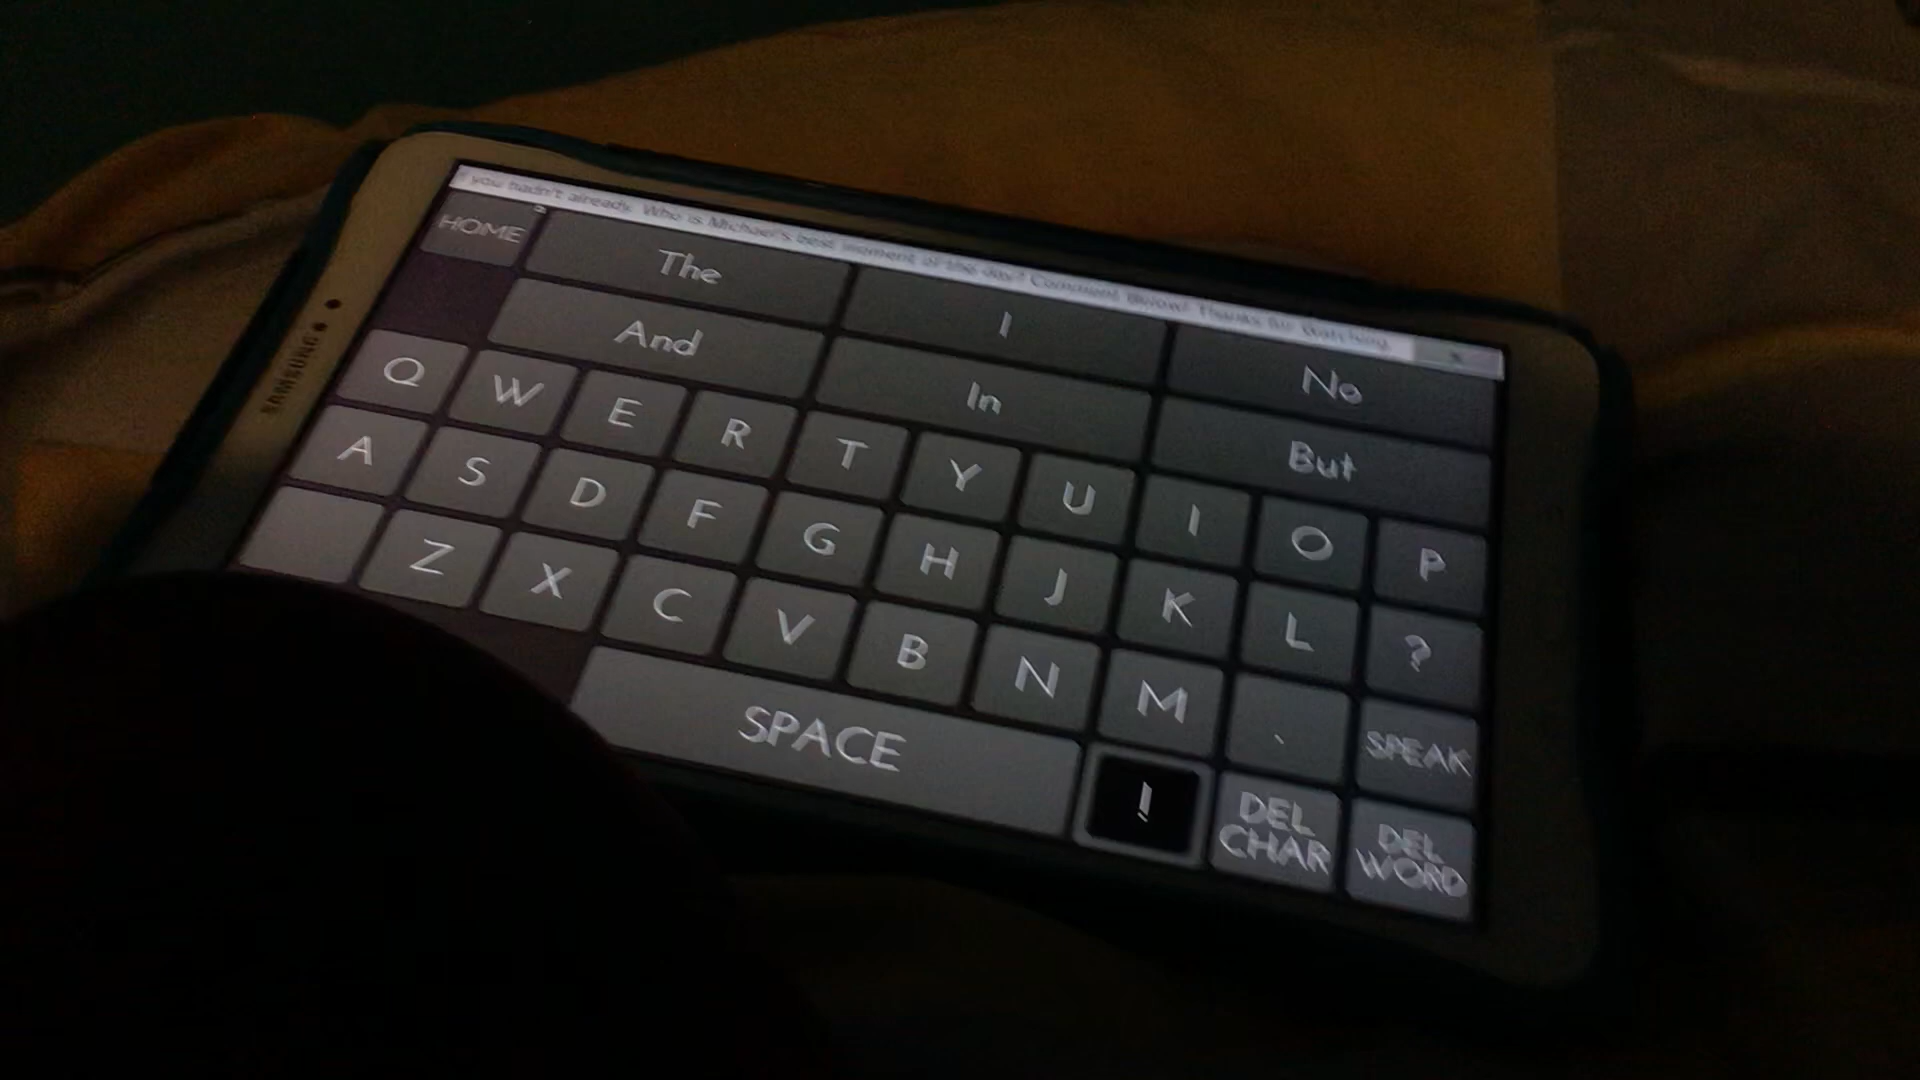 f you hadn't already. Who is Michael's best moment of the day? Comment below! Thanks for watching
HOME The I No
And In But
Q W E R T Y U I O P
A S D F G H J K L ?
Z X C V B N M . SPEAK
SPACE ! DEL CHAR DEL WORD
SAMSUNG